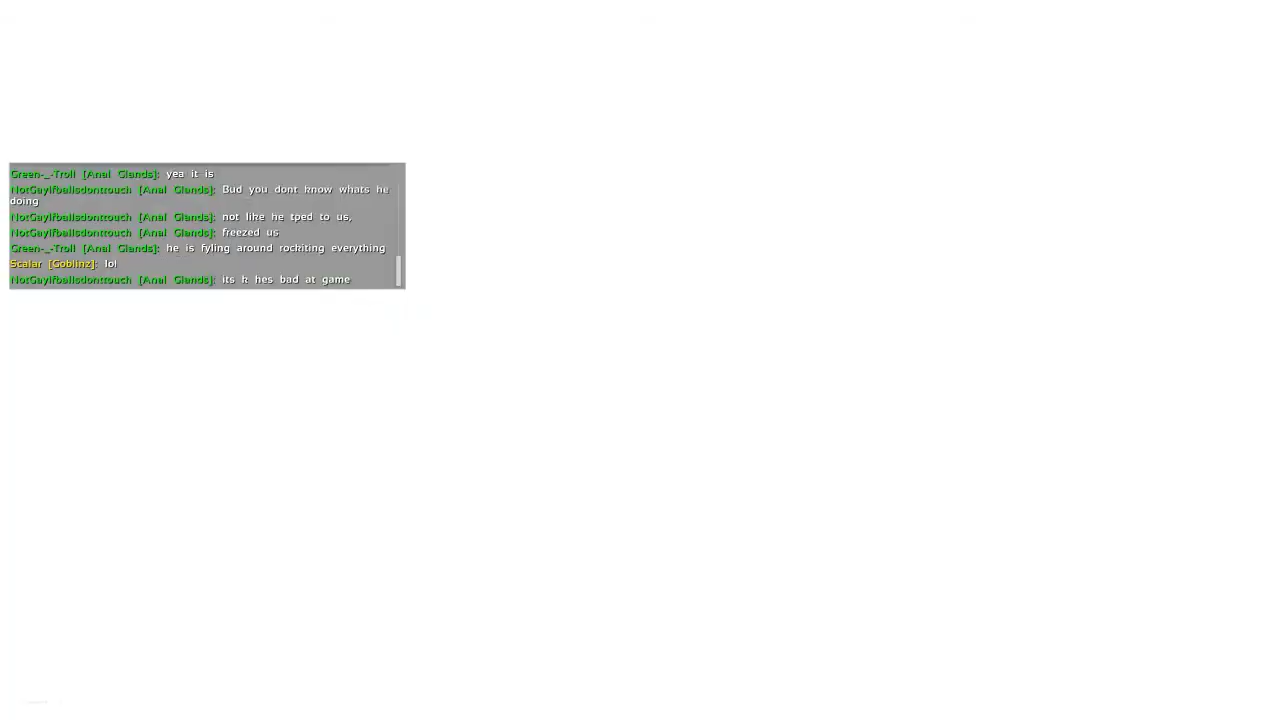 Green-_-Troll [Anal Glands]: yea it is
NotGayIfballsdonttouch [Anal Glands]: Bud you dont know whats he
doing
NotGayIfballsdonttouch [Anal Glands]: not like he tped to us,
NotGayIfballsdonttouch [Anal Glands]: freezed us
Green-_-Troll [Anal Glands]: he is fyling around rockiting everything
Scalar [Goblinz]: lol
NotGayIfballsdonttouch [Anal Glands]: its k hes bad at game